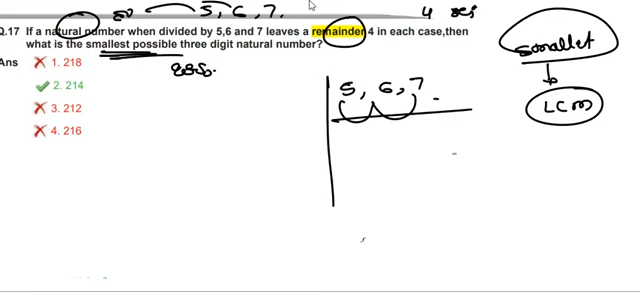 5, 6, 7. 4
Q.17 If a natural number when divided by 5,6 and 7 leaves a remainder 4 in each case,then
what is the smallest possible three digit natural number?
Ans 1. 218
2. 214
3. 212
4. 216
5, 6, 7
smallet
LCM